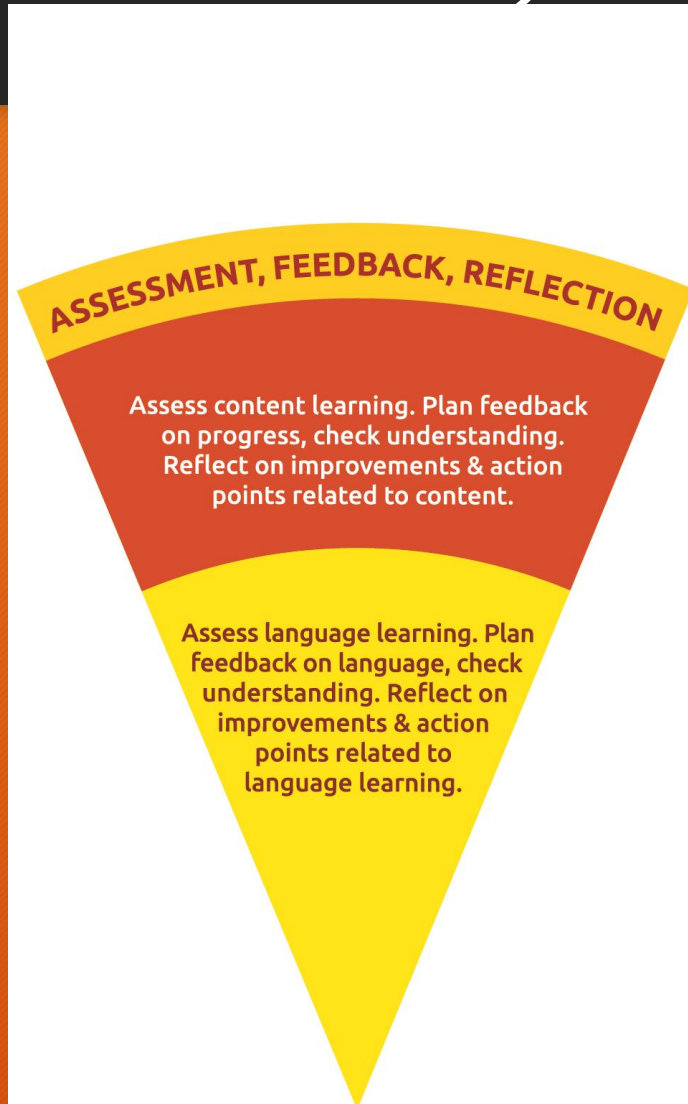 ASSESSMENT, FEEDBACK, REFLECTION
Assess content learning. Plan feedback
on progress, check understanding.
Reflect on improvements & action
points related to content.
Assess language learning. Plan
feedback on language, check
understanding. Reflect on
improvements & action
points related to
language learning.